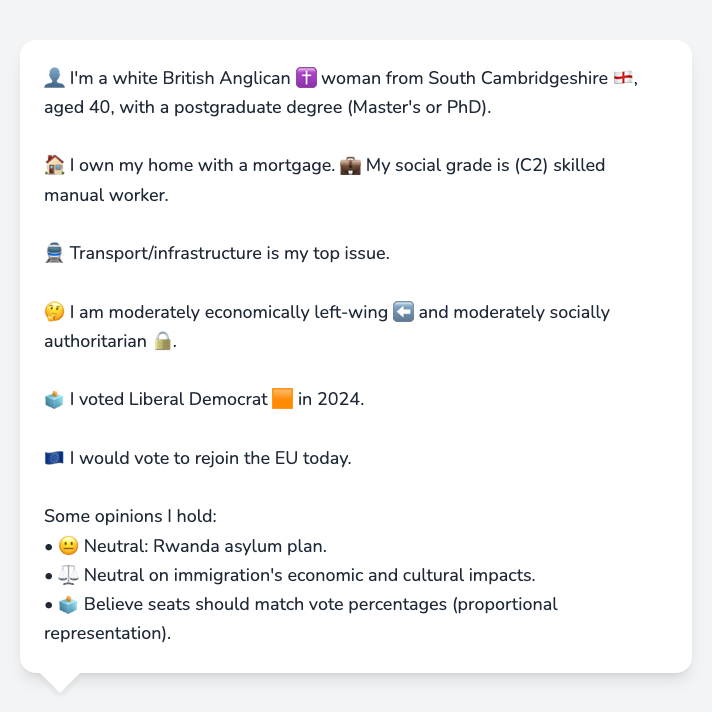 👤 I'm a white British Anglican ✝️ woman from South Cambridgeshire 🏴󠁧󠁢󠁥󠁮󠁧󠁿,
aged 40, with a postgraduate degree (Master's or PhD).
🏠 I own my home with a mortgage. 💼 My social grade is (C2) skilled
manual worker.
🚆 Transport/infrastructure is my top issue.
🤔 I am moderately economically left-wing ⬅️ and moderately socially
authoritarian 🔒.
🗳️ I voted Liberal Democrat 🟧 in 2024.
🇪🇺 I would vote to rejoin the EU today.
Some opinions I hold:
• 😐 Neutral: Rwanda asylum plan.
• ⚖️ Neutral on immigration's economic and cultural impacts.
• 🗳️ Believe seats should match vote percentages (proportional
representation).